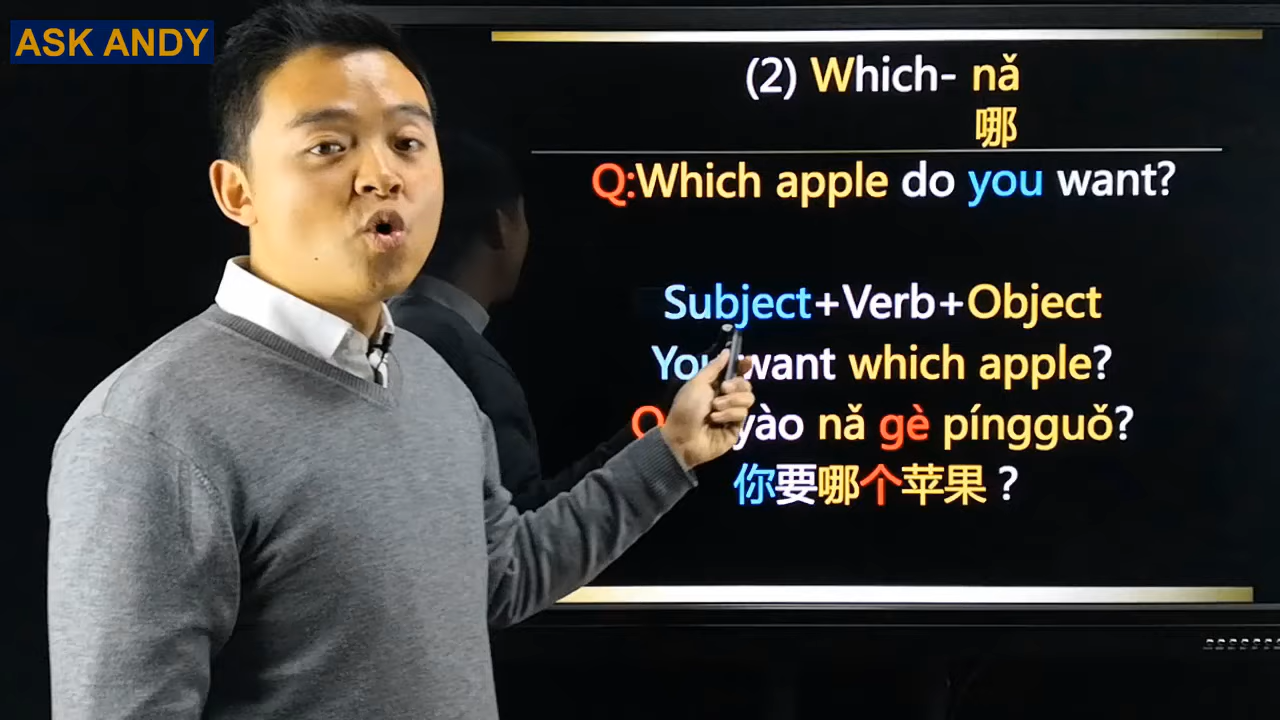 ASK ANDY
(2) Which- nǎ
哪
Q:Which apple do you want?
Subject+Verb+Object
You want which apple?
yào nǎ gè píngguǒ?
你要哪个苹果？